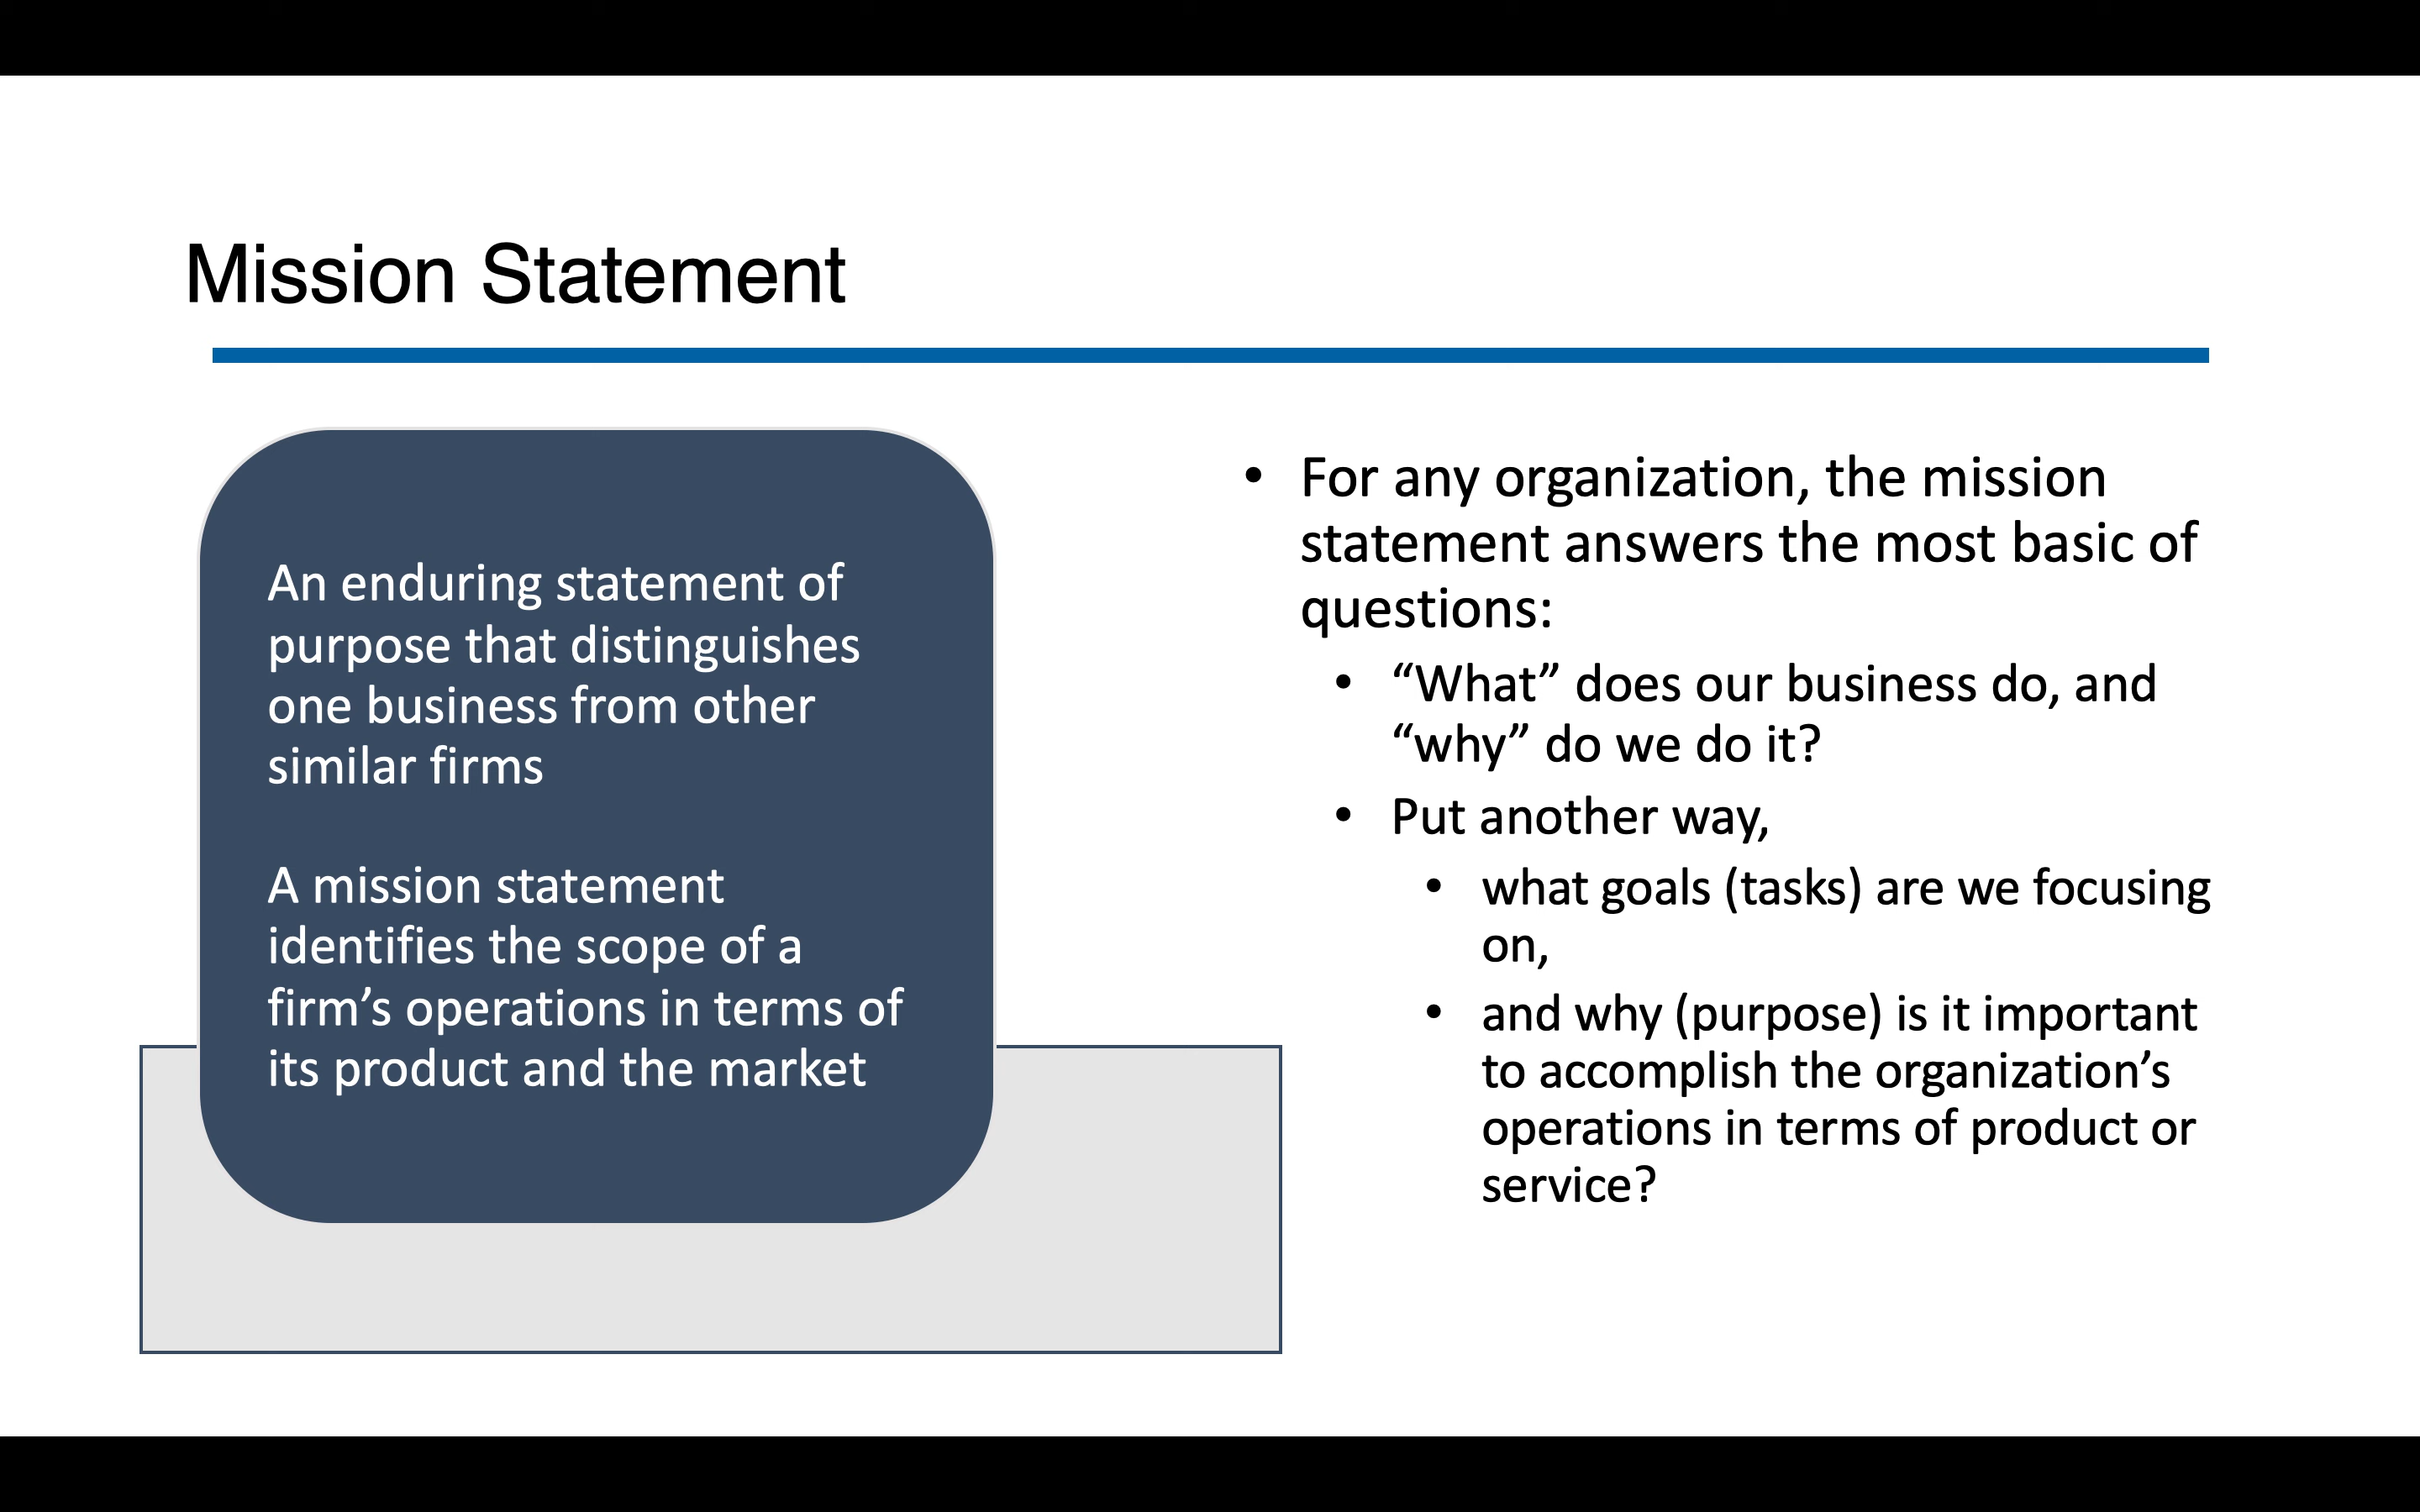 Mission Statement
An enduring statement of
purpose that distinguishes
one business from other
similar firms
A mission statement
identifies the scope of a
firm’s operations in terms of
its product and the market
• For any organization, the mission
statement answers the most basic of
questions:
• “What” does our business do, and
“why” do we do it?
• Put another way,
• what goals (tasks) are we focusing
on,
• and why (purpose) is it important
to accomplish the organization’s
operations in terms of product or
service?